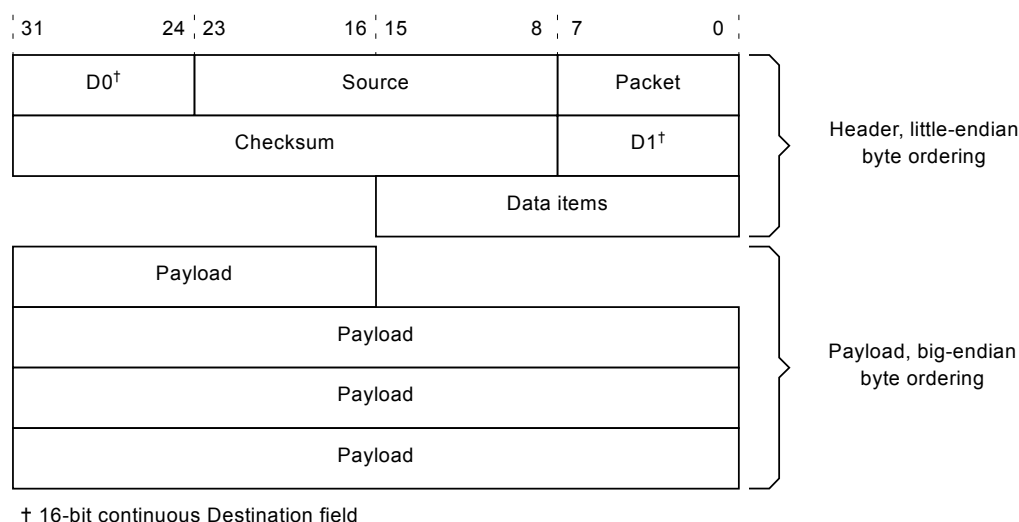 31 24 23 16 15 8 7 0
D0† Source Packet
Checksum D1†
Data items
Header, little-endian
byte ordering
Payload
Payload
Payload
Payload
Payload, big-endian
byte ordering
† 16-bit continuous Destination field